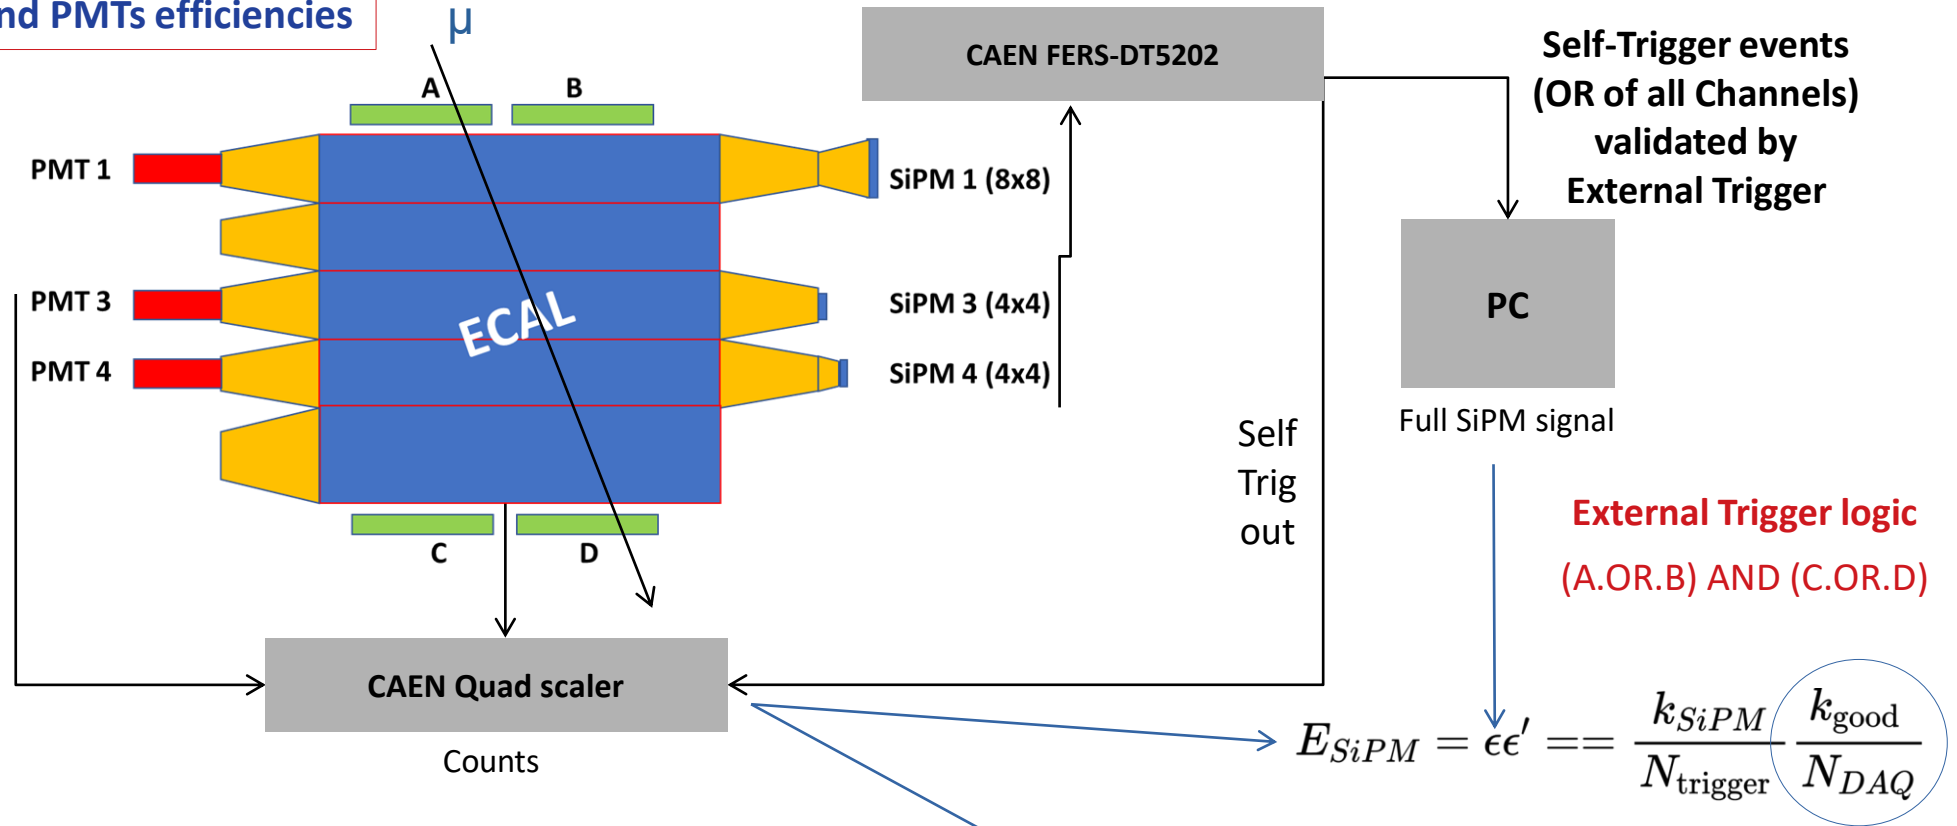 nd PMTs efficiencies
μ
CAEN FERS-DT5202
Self-Trigger events
(OR of all Channels)
validated by
External Trigger
A
B
PMT 1
SiPM 1 (8x8)
PMT 3
SiPM 3 (4x4)
PC
ECAL
PMT 4
SiPM 4 (4x4)
Full SiPM signal
Self
Trig
out
External Trigger logic
(A.OR.B) AND (C.OR.D)
C
D
CAEN Quad scaler
Counts
E_{SiPM} = ϵϵ′ == \frac{k_{SiPM}}{N_{trigger}} \frac{k_{good}}{N_{DAQ}}